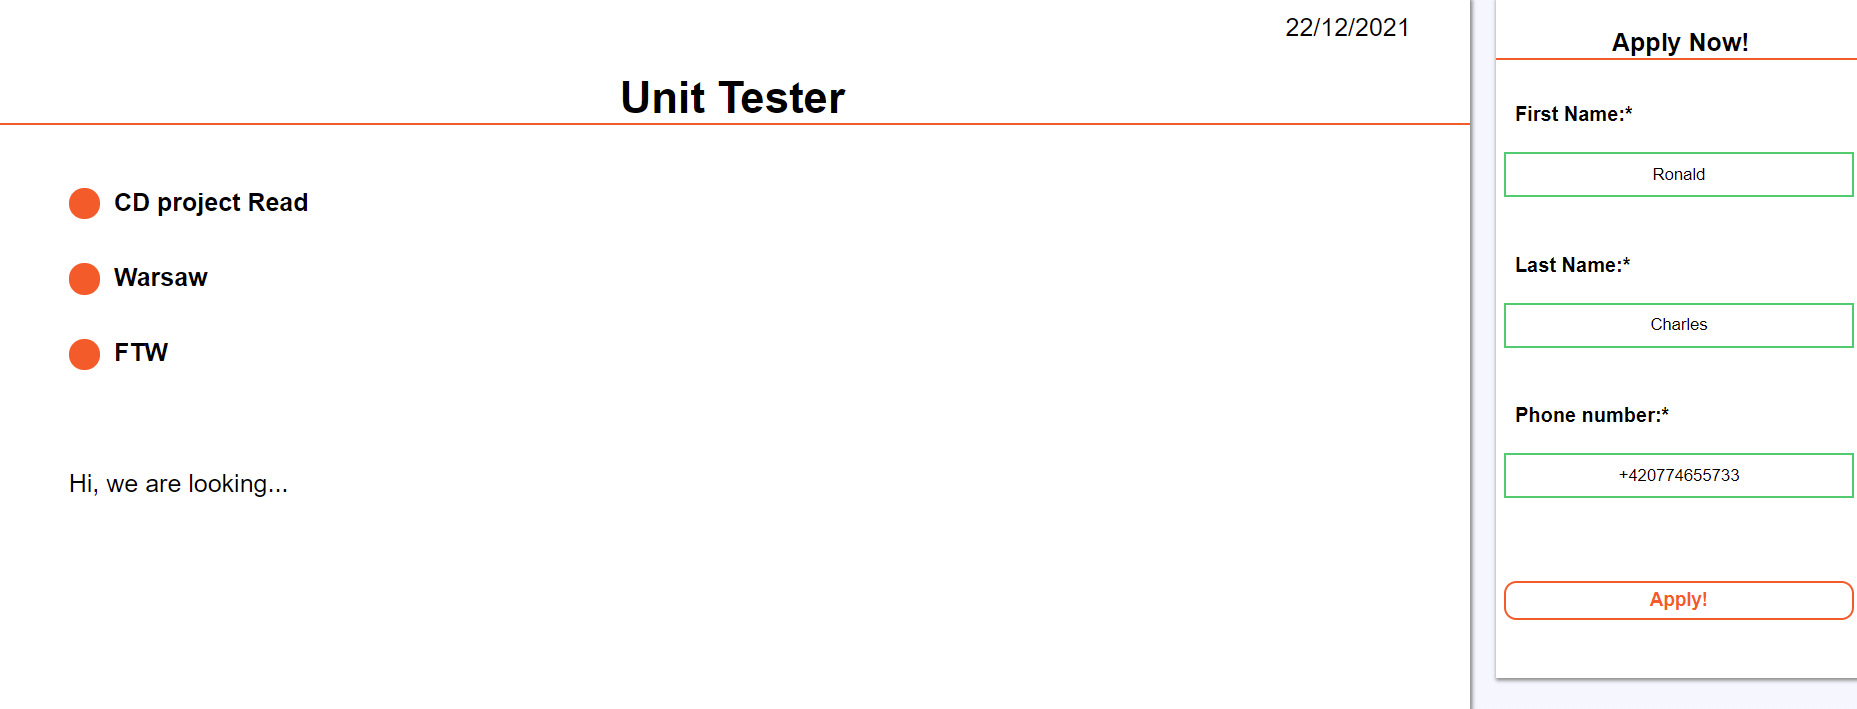 22/12/2021
Unit Tester
CD project Read
Warsaw
FTW
Hi, we are looking...
Apply Now!
First Name:*
Ronald
Last Name:*
Charles
Phone number:*
+420774655733
Apply!